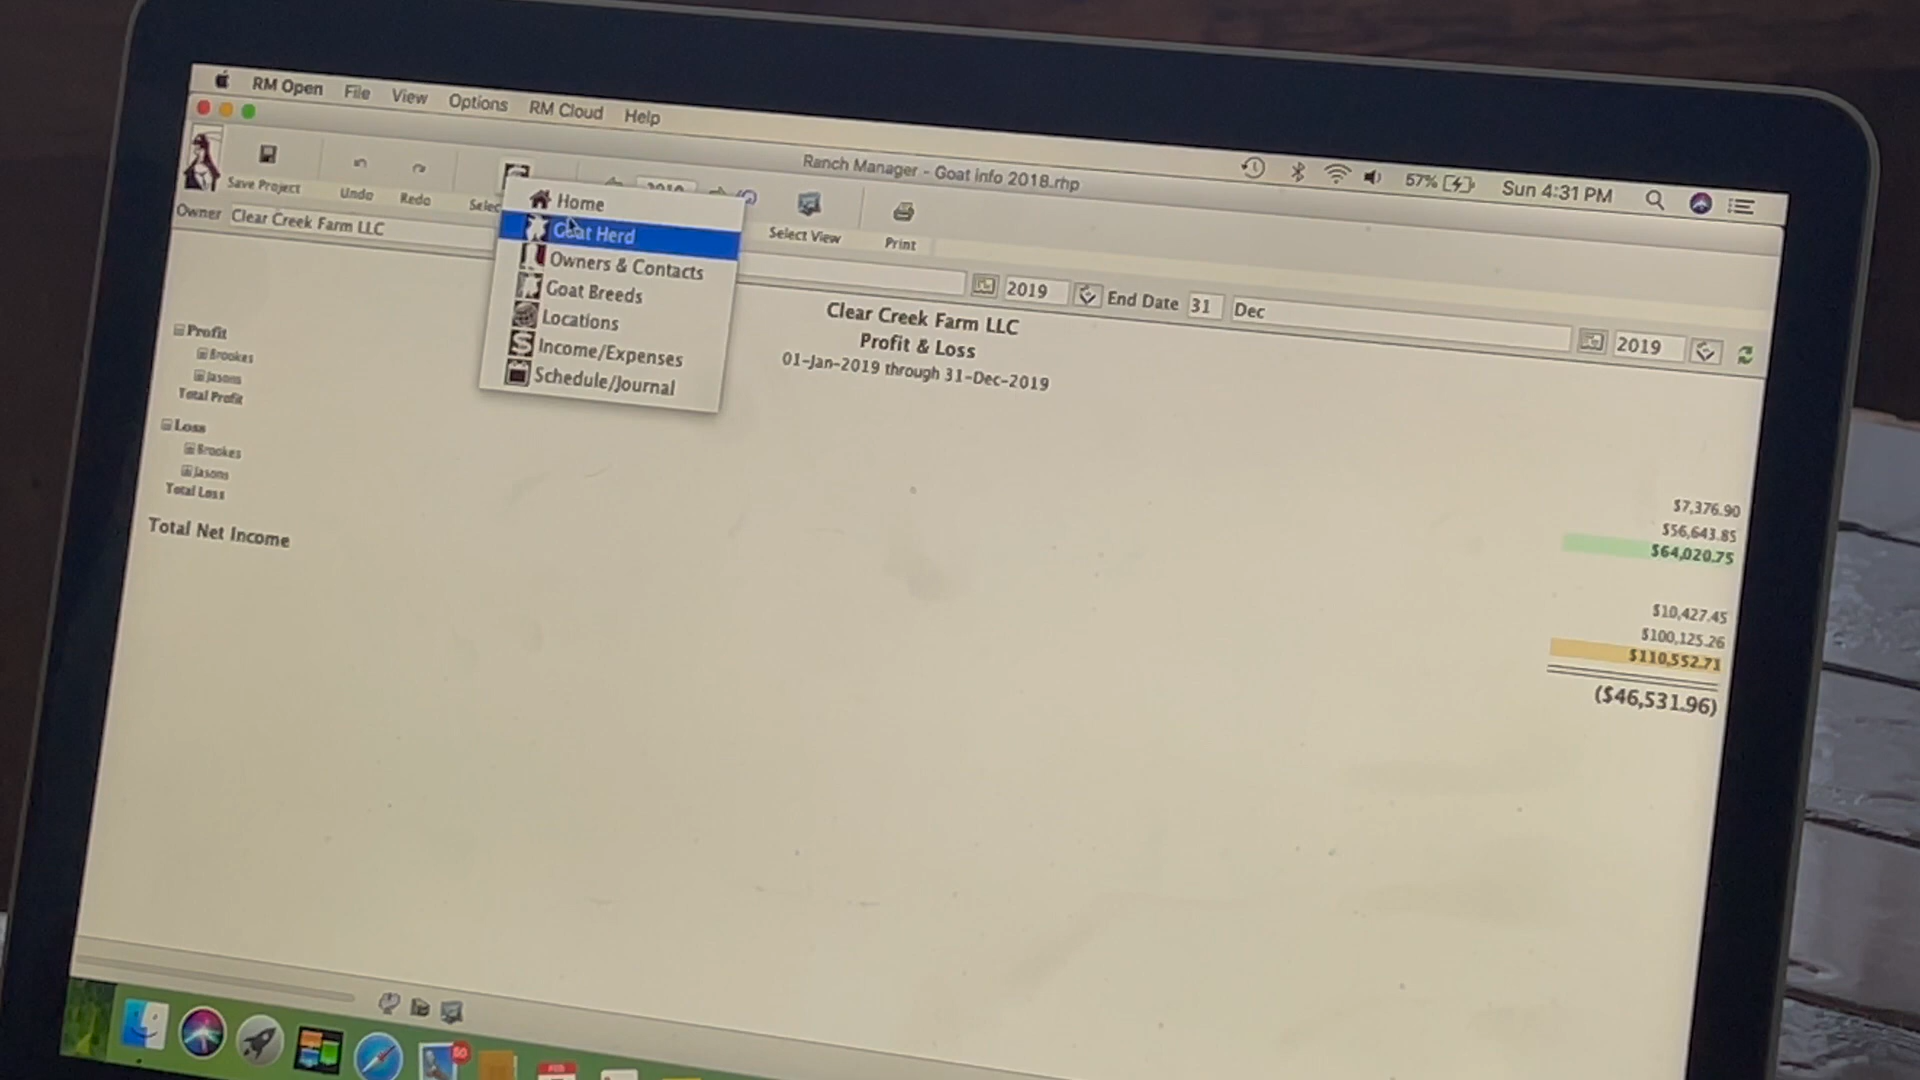 RM Open File View Options RM Cloud Help
Ranch Manager - Goat info 2018.rhp
57% Sun 4:31 PM
Save Project Undo Redo Selec
Select View Print
Owner Clear Creek Farm LLC
2019 End Date 31 Dec 2019
Home
Goat Herd
Owners & Contacts
Goat Breeds
Locations
Income/Expenses
Schedule/Journal
Clear Creek Farm LLC
Profit & Loss
01-Jan-2019 through 31-Dec-2019
Profit
Brookes $7,376.90
Jasons $56,643.85
Total Profit $64,020.75
Loss
Brookes $10,427.45
Jasons $100,125.26
Total Loss $110,552.71
Total Net Income ($46,531.96)
50
FEB